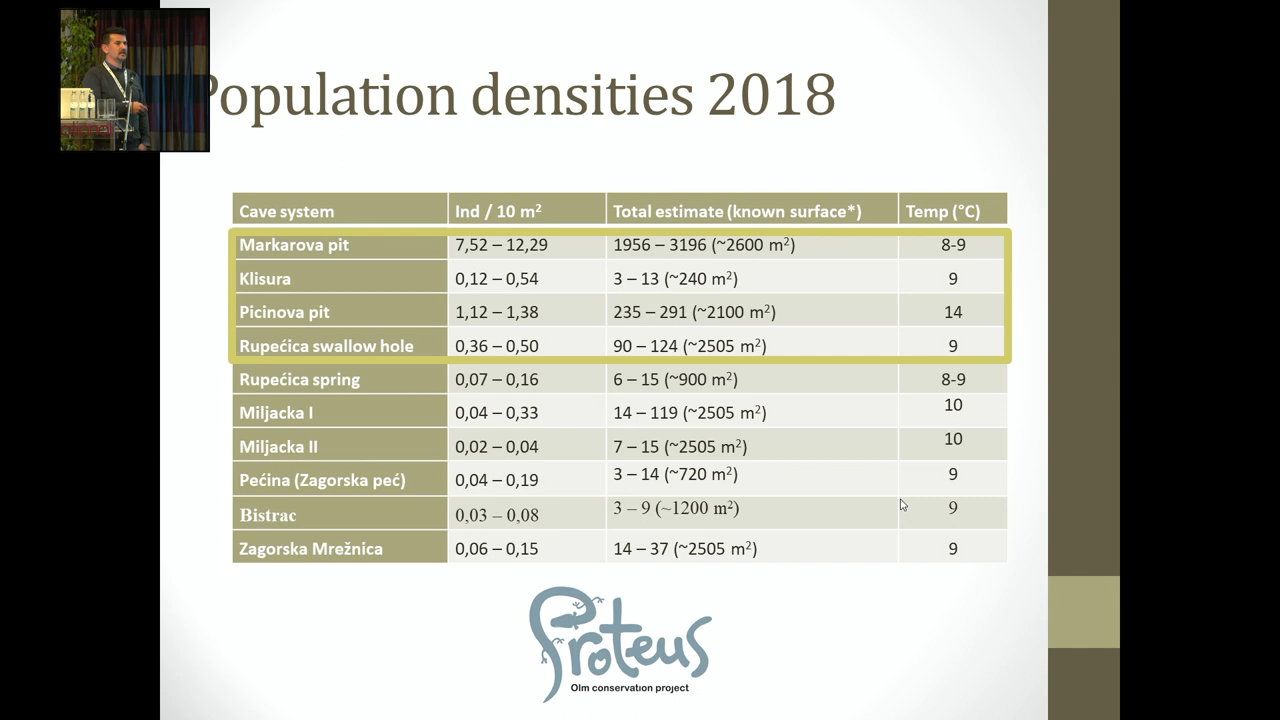 Population densities 2018
Cave system Ind / 10 m² Total estimate (known surface*) Temp (°C)
Markarova pit 7,52 – 12,29 1956 – 3196 (~2600 m²) 8-9
Klisura 0,12 – 0,54 3 – 13 (~240 m²) 9
Picinova pit 1,12 – 1,38 235 – 291 (~2100 m²) 14
Rupećica swallow hole 0,36 – 0,50 90 – 124 (~2505 m²) 9
Rupećica spring 0,07 – 0,16 6 – 15 (~900 m²) 8-9
Miljacka I 0,04 – 0,33 14 – 119 (~2505 m²) 10
Miljacka II 0,02 – 0,04 7 – 15 (~2505 m²) 10
Pećina (Zagorska peć) 0,04 – 0,19 3 – 14 (~720 m²) 9
Bistrac 0,03 – 0,08 3 – 9 (~1200 m²) 9
Zagorska Mrežnica 0,06 – 0,15 14 – 37 (~2505 m²) 9
Proteus
Olm conservation project